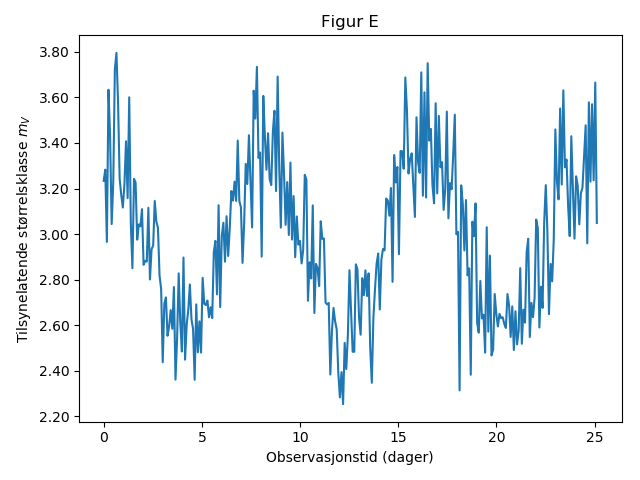 Figur E
Tilsynelatende størrelsklasse $m_V$
3.80
3.60
3.40
3.20
3.00
2.80
2.60
2.40
2.20
0 5 10 15 20 25
Observasjonstid (dager)